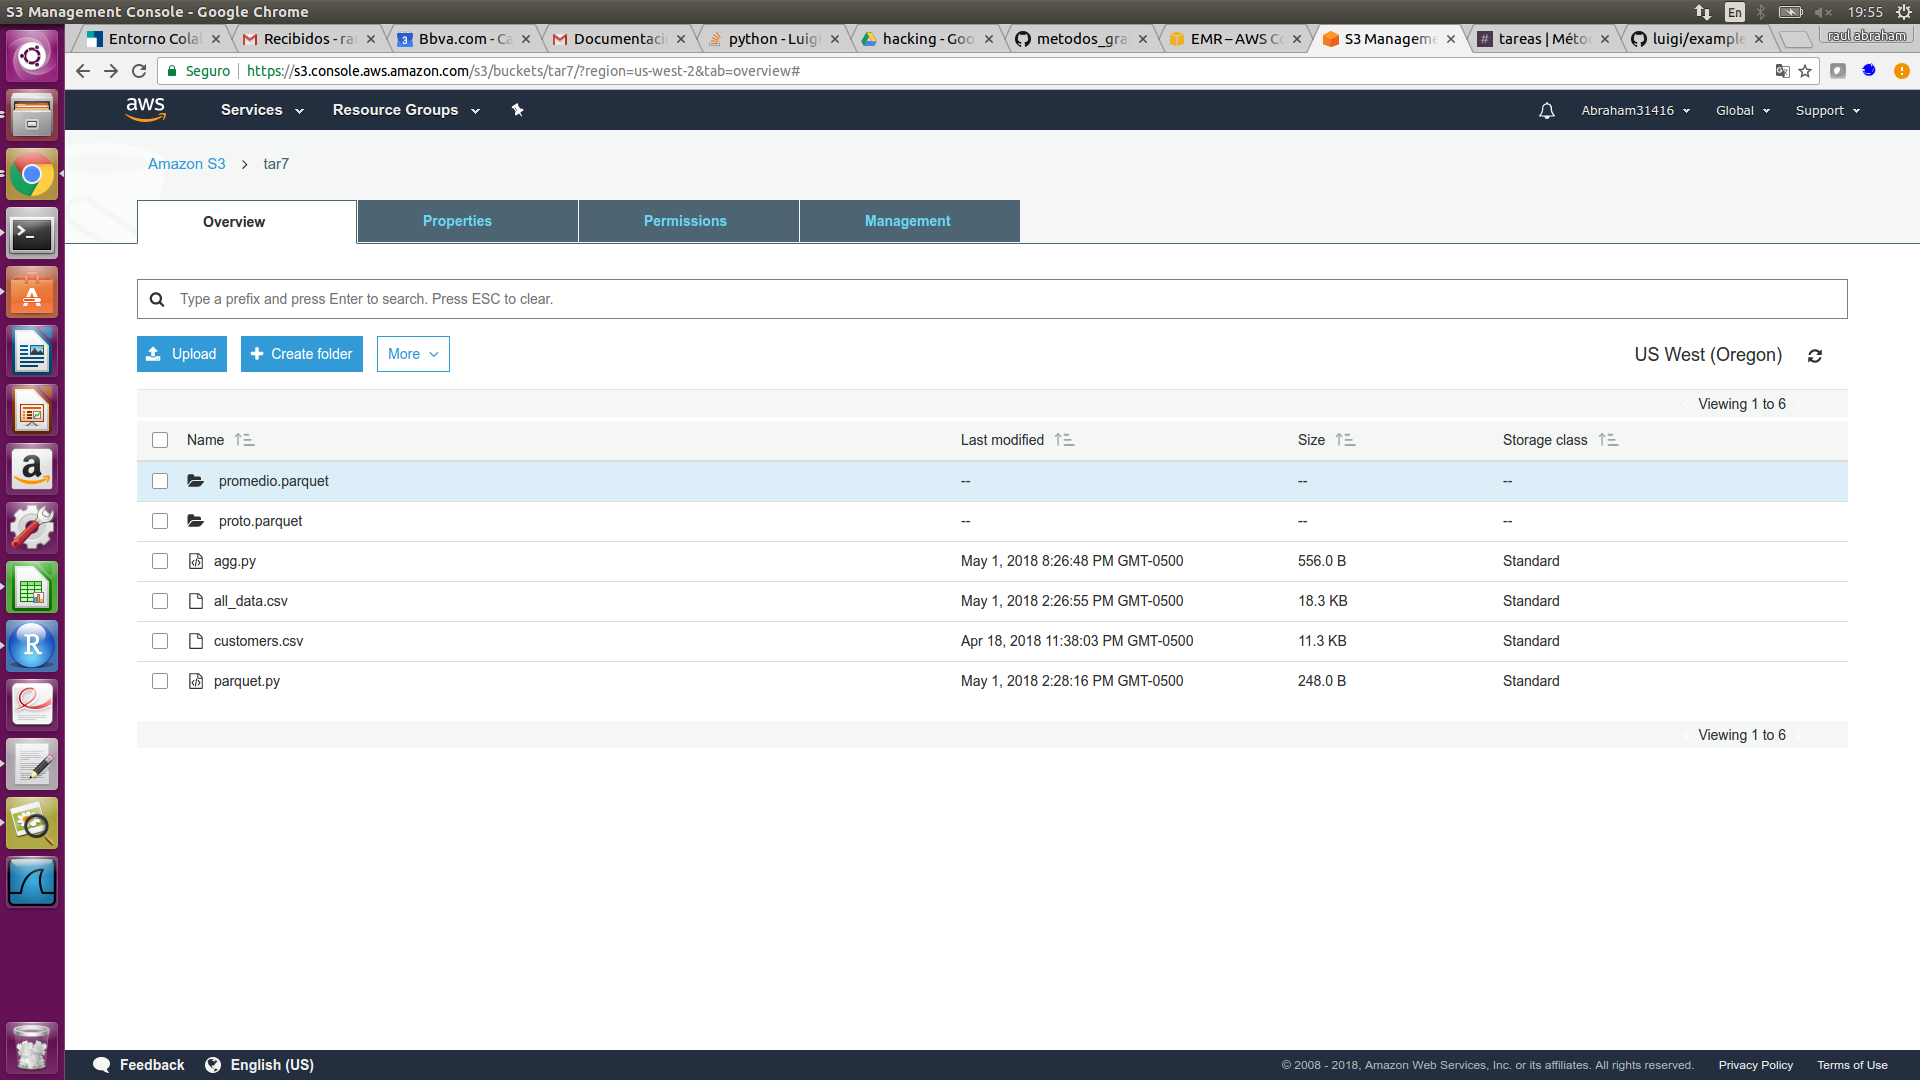 S3 Management Console - Google Chrome
En
19:55
Entorno Cola
Recibidos - ra
Bbva.com - Ca
Documentaci
python - Luigi
hacking - Goo
metodos_gra
EMR – AWS Co
S3 Manageme
tareas | Méto
luigi/example
raul abraham
Seguro
https://s3.console.aws.amazon.com/s3/buckets/tar7/?region=us-west-2&tab=overview#
aws
Services
Resource Groups
Abraham31416
Global
Support
Amazon S3
tar7
Overview
Properties
Permissions
Management
Type a prefix and press Enter to search. Press ESC to clear.
Upload
Create folder
More
US West (Oregon)
Viewing 1 to 6
Name
Last modified
Size
Storage class
promedio.parquet -- -- --
proto.parquet -- -- --
agg.py May 1, 2018 8:26:48 PM GMT-0500 556.0 B Standard
all_data.csv May 1, 2018 2:26:55 PM GMT-0500 18.3 KB Standard
customers.csv Apr 18, 2018 11:38:03 PM GMT-0500 11.3 KB Standard
parquet.py May 1, 2018 2:28:16 PM GMT-0500 248.0 B Standard
Viewing 1 to 6
Feedback
English (US)
© 2008 - 2018, Amazon Web Services, Inc. or its affiliates. All rights reserved.
Privacy Policy
Terms of Use